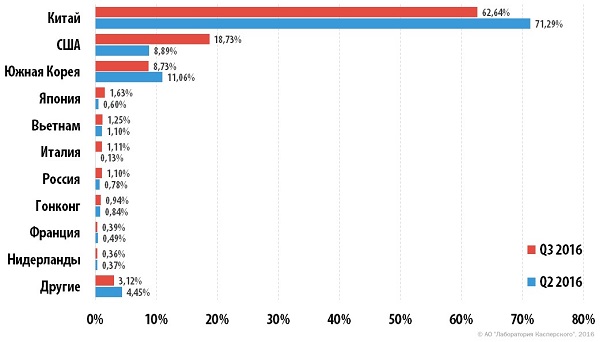 Китай
62,64%
71,29%
США
18,73%
8,89%
Южная Корея
8,73%
11,06%
Япония
1,63%
0,60%
Вьетнам
1,25%
1,10%
Италия
1,11%
0,13%
Россия
1,10%
0,78%
Гонконг
0,94%
0,84%
Франция
0,39%
0,49%
Нидерланды
0,36%
0,37%
Другие
3,12%
4,45%
Q3 2016
Q2 2016
0% 10% 20% 30% 40% 50% 60% 70% 80%
© АО "Лаборатория Касперского", 2016